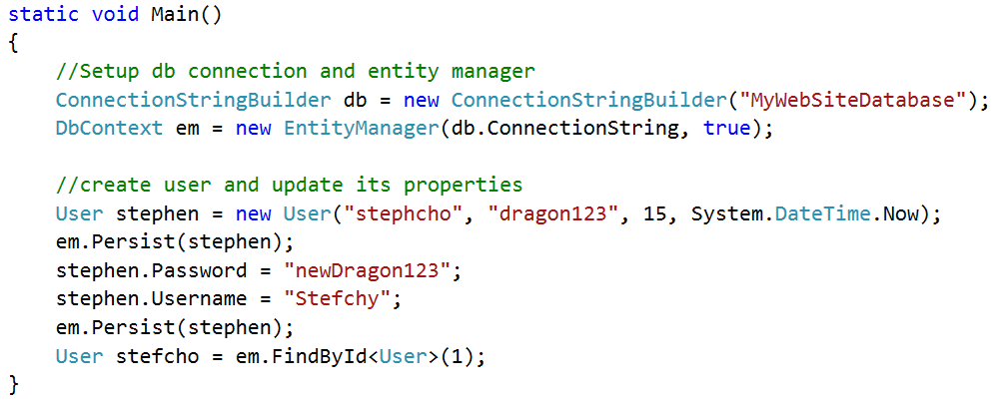 static void Main()
{
    //Setup db connection and entity manager
    ConnectionStringBuilder db = new ConnectionStringBuilder("MyWebSiteDatabase");
    DbContext em = new EntityManager(db.ConnectionString, true);

    //create user and update its properties
    User stephen = new User("stephcho", "dragon123", 15, System.DateTime.Now);
    em.Persist(stephen);
    stephen.Password = "newDragon123";
    stephen.Username = "Stefchy";
    em.Persist(stephen);
    User stefcho = em.FindById<User>(1);
}